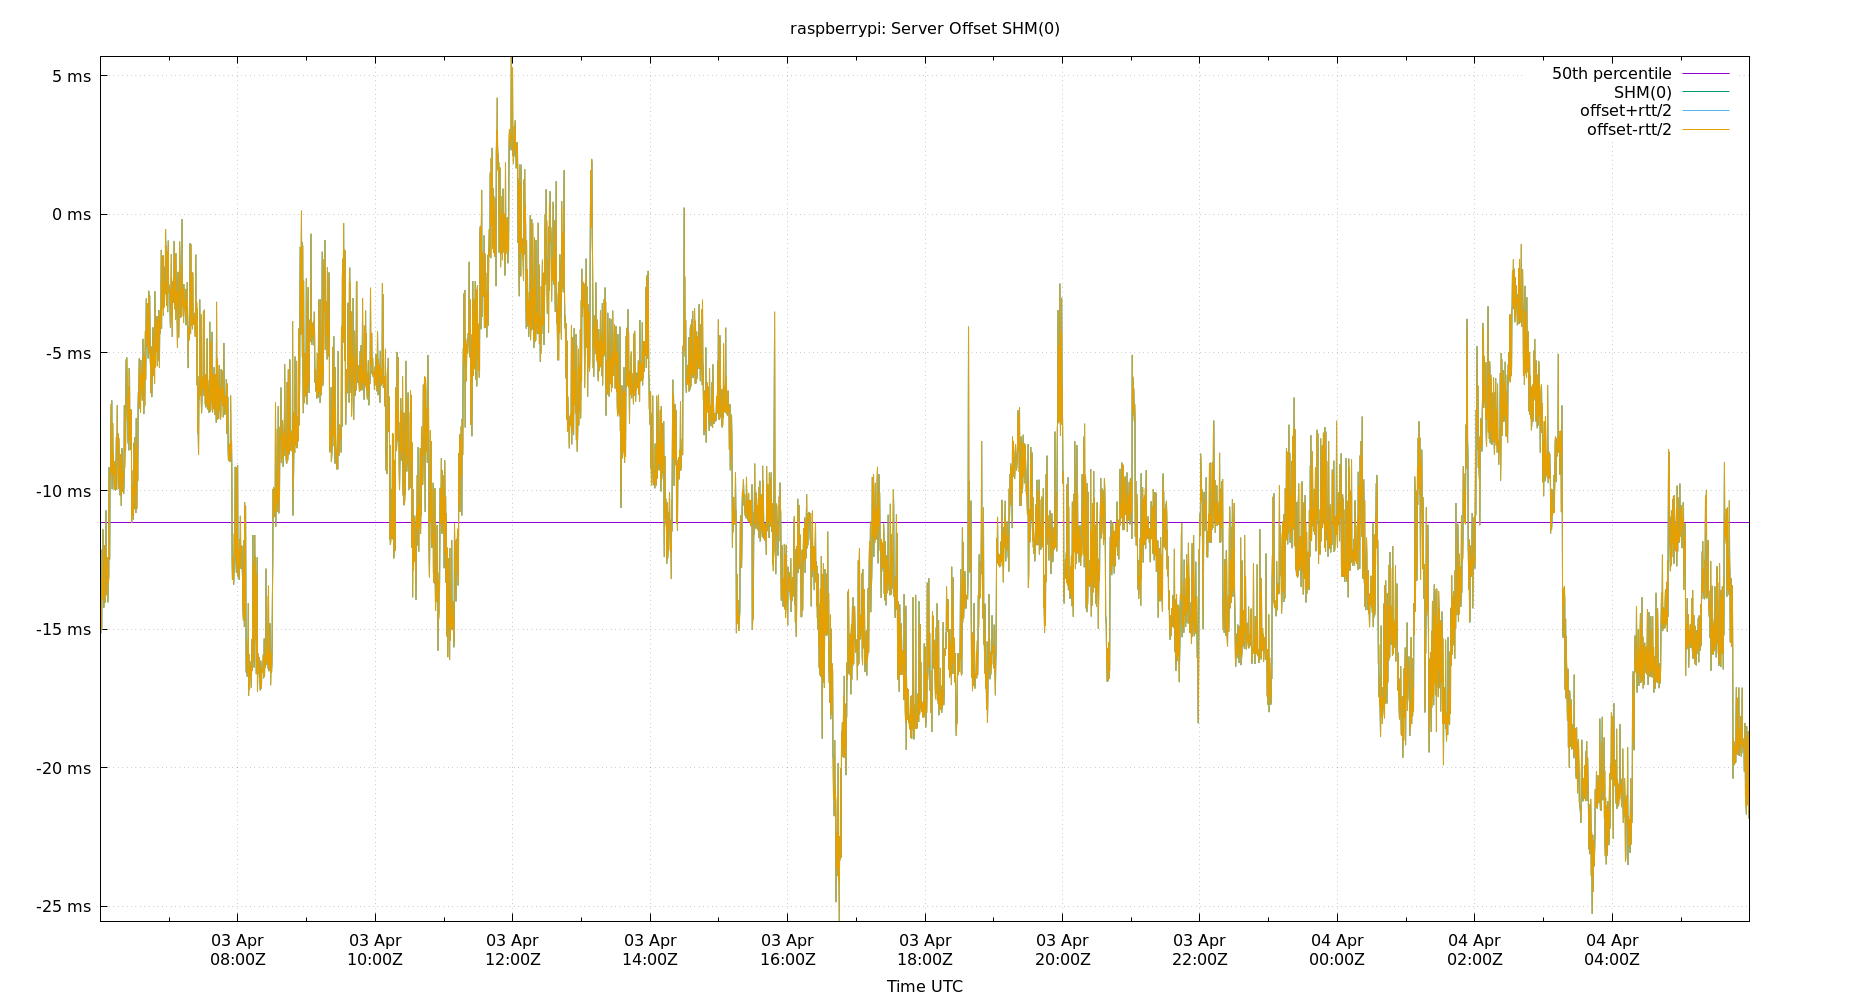 raspberrypi: Server Offset SHM(0)
50th percentile
SHM(0)
offset+rtt/2
offset-rtt/2
5 ms
0 ms
-5 ms
-10 ms
-15 ms
-20 ms
-25 ms
03 Apr 03 Apr 03 Apr 03 Apr 03 Apr 03 Apr 03 Apr 03 Apr 04 Apr 04 Apr 04 Apr
08:00Z 10:00Z 12:00Z 14:00Z 16:00Z 18:00Z 20:00Z 22:00Z 00:00Z 02:00Z 04:00Z
Time UTC